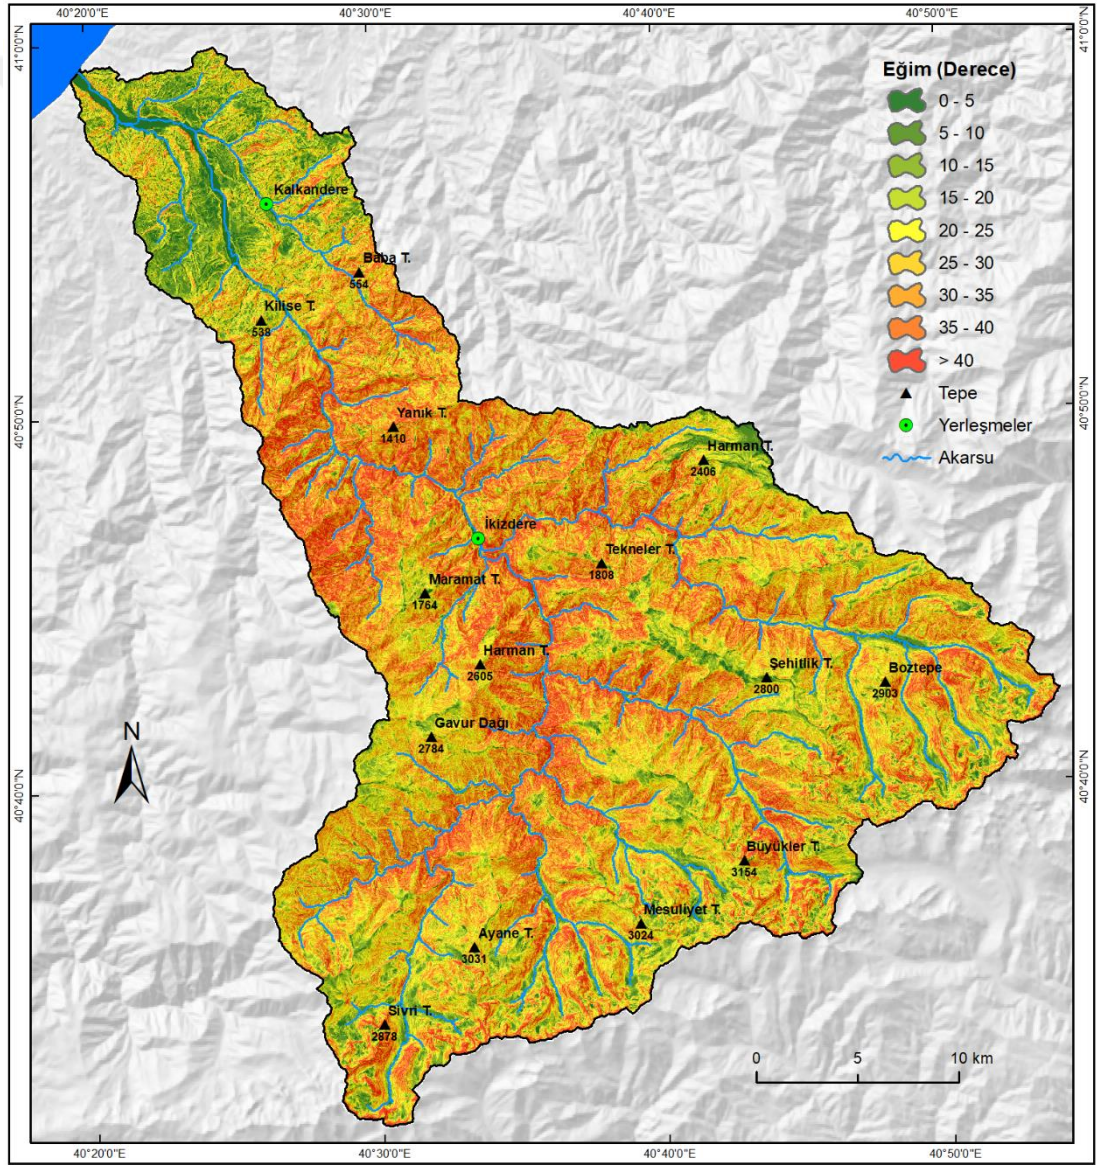 40°20'0"E
40°30'0"E
40°40'0"E
40°50'0"E
41°0'0"N
41°0'0"N
Eğim (Derece)
0 - 5
5 - 10
10 - 15
15 - 20
20 - 25
25 - 30
30 - 35
35 - 40
> 40
Tepe
Yerleşmeler
Akarsu
Kalkandere
Baba T.
554
Kilise T.
538
40°50'0"N
40°50'0"N
Yanık T.
1410
Harman T.
2406
İkizdere
Tekneler T.
1808
Maramat T.
1764
Harman T.
2605
Şehitlik T.
2800
Boztepe
2903
Gavur Dağı
2784
N
40°40'0"N
40°40'0"N
Büyükler T.
3154
Mesuliyet T.
3024
Ayane T.
3031
Sivri T.
2878
0
5
10 km
40°20'0"E
40°30'0"E
40°40'0"E
40°50'0"E